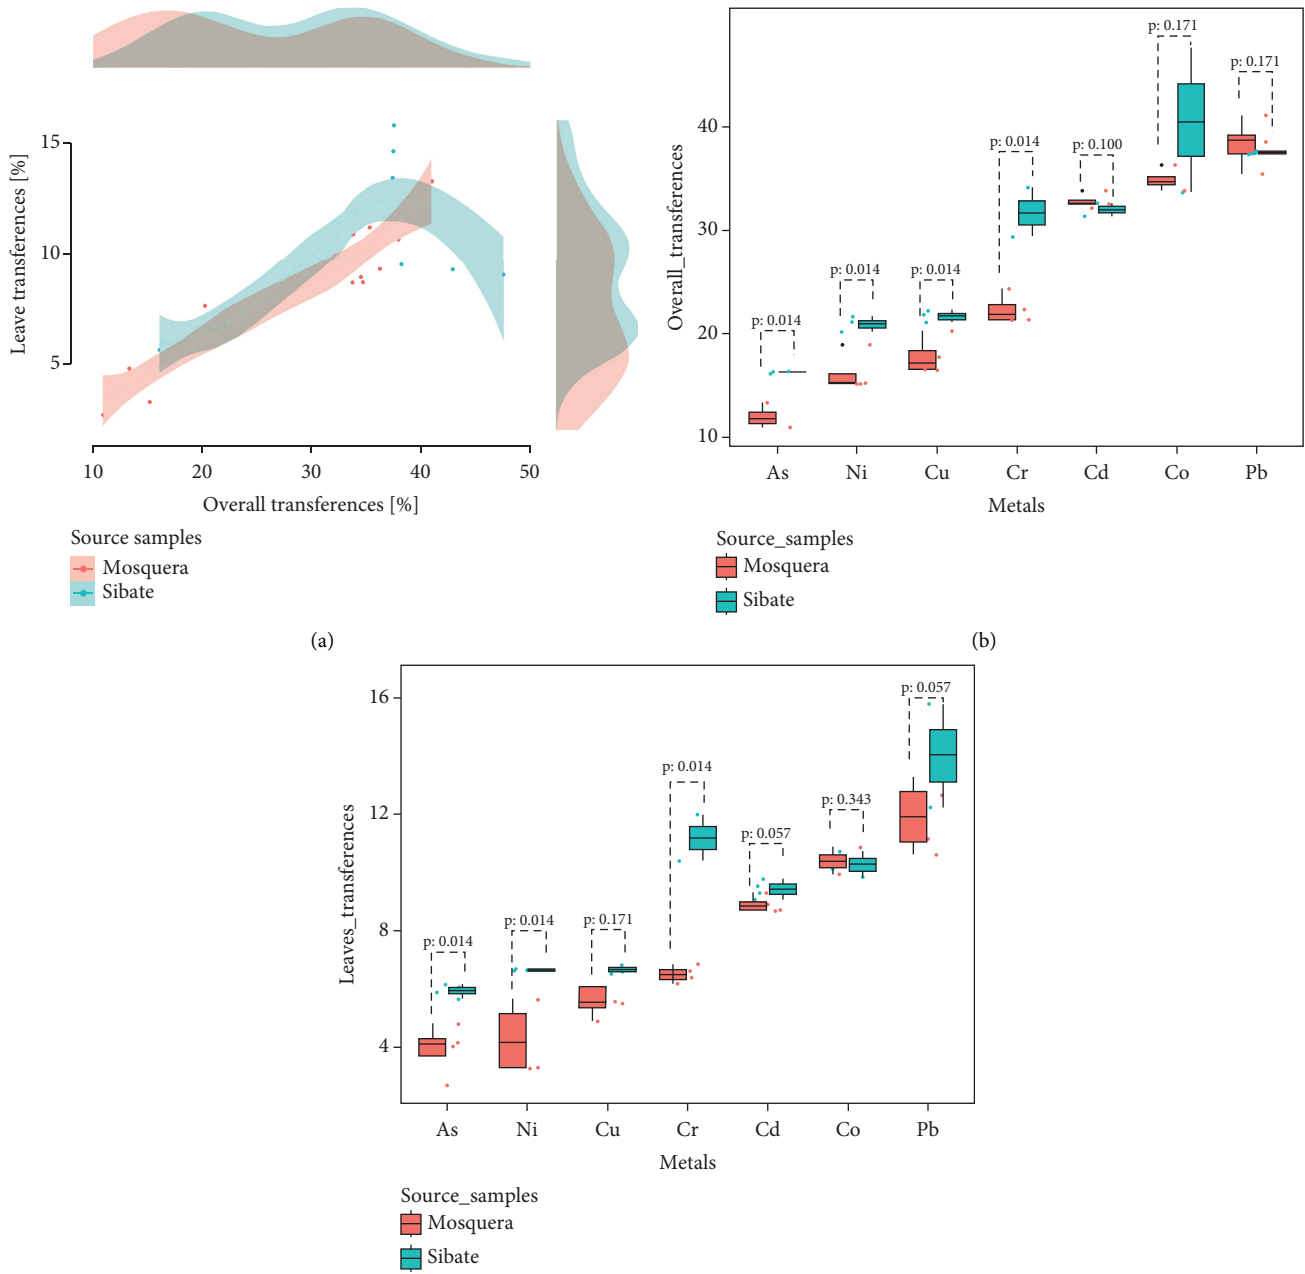 15
10
5
Leave transferences [%]
10 20 30 40 50
Overall transferences [%]
Source samples
Mosquera
Sibate
(a)
40
30
20
10
Overall_transferences
p: 0.014
p: 0.014
p: 0.014
p: 0.014
p: 0.100
p: 0.171
p: 0.171
As Ni Cu Cr Cd Co Pb
Metals
Source_samples
Mosquera
Sibate
(b)
16
12
8
4
Leaves_transferences
p: 0.014
p: 0.014
p: 0.171
p: 0.014
p: 0.057
p: 0.343
p: 0.057
As Ni Cu Cr Cd Co Pb
Metals
Source_samples
Mosquera
Sibate